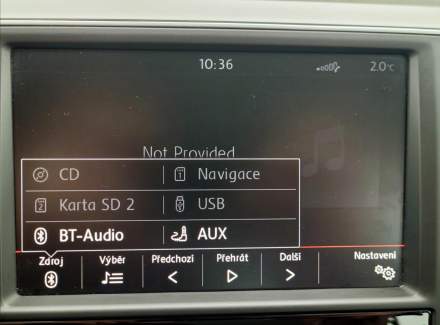 10:36 2.0°C
Not Provided
CD Navigace
Karta SD 2 USB
BT-Audio AUX
Zdroj Výběr Předchozí Přehrát Další Nastavení